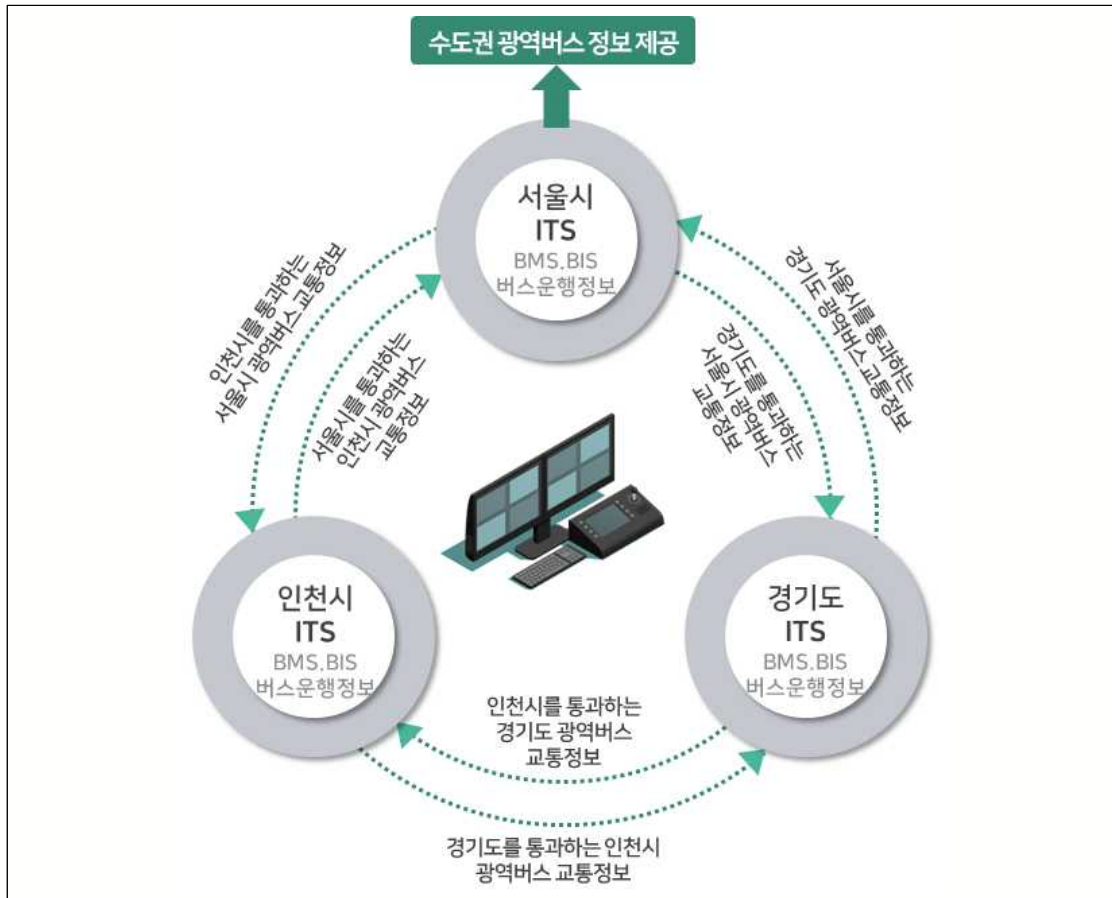 수도권 광역버스 정보 제공
서울시
ITS
BMS.BIS
버스운행정보
인천시를 통과하는
서울시 광역버스 교통정보
서울시를 통과하는
인천시 광역버스
교통정보
경기도를 통과하는
서울시 광역버스
교통정보
서울시를 통과하는
경기도 광역버스 교통정보
인천시
ITS
BMS.BIS
버스운행정보
경기도
ITS
BMS.BIS
버스운행정보
인천시를 통과하는
경기도 광역버스
교통정보
경기도를 통과하는 인천시
광역버스 교통정보